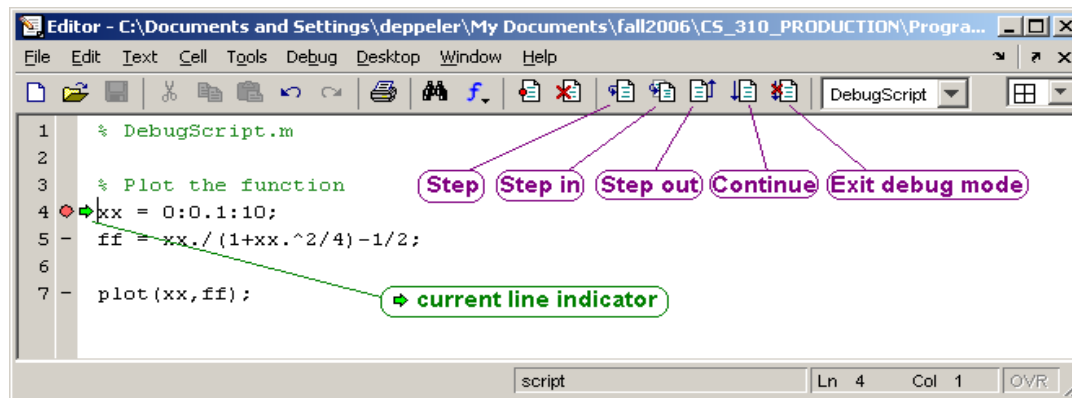 Editor - C:\Documents and Settings\deppeler\My Documents\fall2006\CS_310_PRODUCTION\Progra...
File Edit Text Cell Tools Debug Desktop Window Help
DebugScript
1 % DebugScript.m
2
3 % Plot the function
Step Step in Step out Continue Exit debug mode
4 xx = 0:0.1:10;
5 - ff = xx./(1+xx.^2/4)-1/2;
6
7 - plot(xx,ff);
current line indicator
script Ln 4 Col 1 OVR